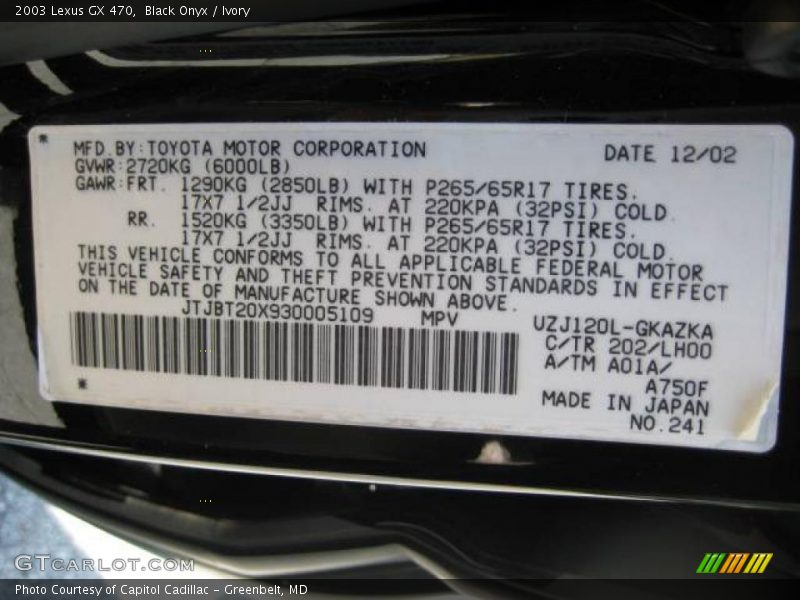 2003 Lexus GX 470, Black Onyx / Ivory
MFD.BY:TOYOTA MOTOR CORPORATION DATE 12/02
GVWR:2720KG (6000LB)
GAWR:FRT. 1290KG (2850LB) WITH P265/65R17 TIRES.
17X7 1/2JJ RIMS. AT 220KPA (32PSI) COLD.
RR. 1520KG (3350LB) WITH P265/65R17 TIRES.
17X7 1/2JJ RIMS. AT 220KPA (32PSI) COLD.
THIS VEHICLE CONFORMS TO ALL APPLICABLE FEDERAL MOTOR
VEHICLE SAFETY AND THEFT PREVENTION STANDARDS IN EFFECT
ON THE DATE OF MANUFACTURE SHOWN ABOVE.
JTJBT20X930005109 MPV
UZJ120L-GKAZKA
C/TR 202/LH00
A/TM A01A/
A750F
MADE IN JAPAN
NO.241
GTcarlot.com
Photo Courtesy of Capitol Cadillac - Greenbelt, MD